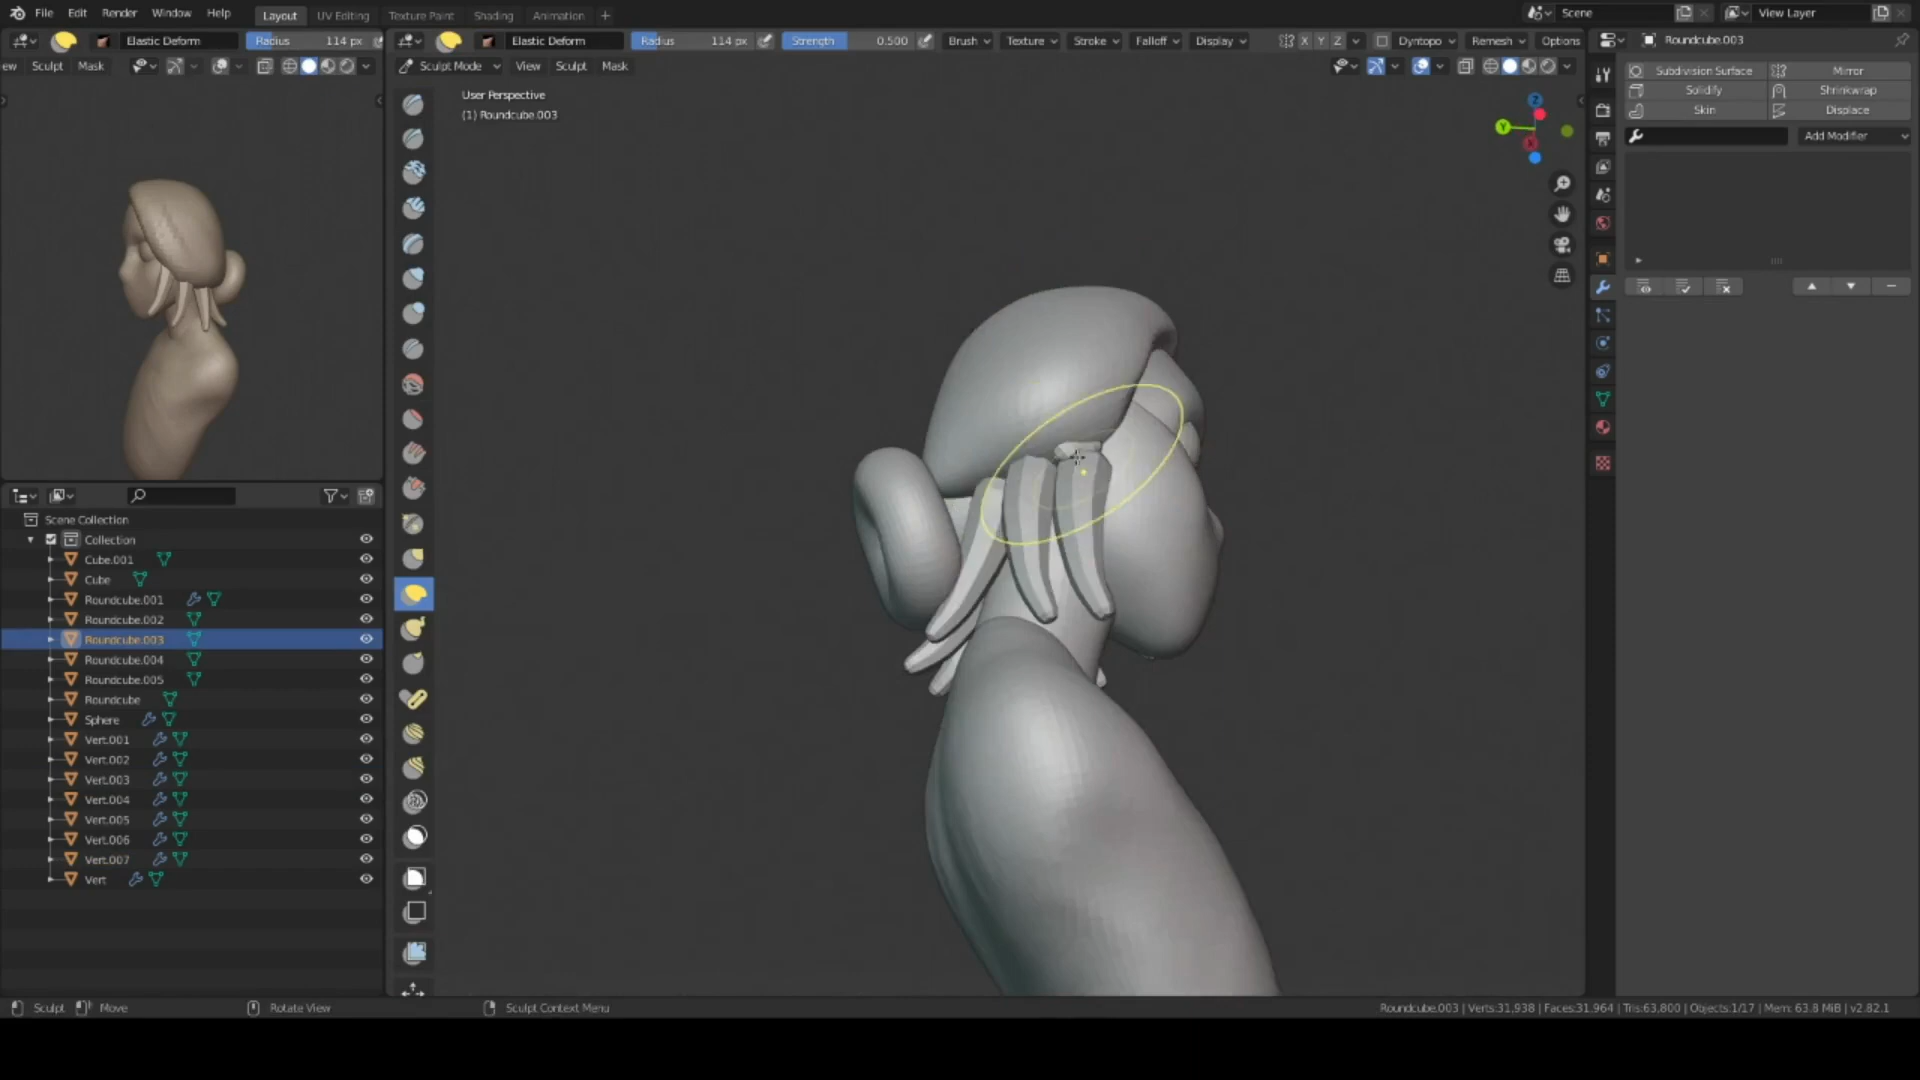 File Edit Render Window Help Layout UV Editing Texture Paint Shading Animation + Scene View Layer
Elastic Deform Radius 114 px Elastic Deform Radius 114 px Strength 0.500 Brush Texture Stroke Falloff Display X Y Z Dyntopo Remesh Options Roundcube.003
ew Sculpt Mask Sculpt Mode View Sculpt Mask
Subdivision Surface Mirror
Solidify Shrinkwrap
Skin Displace
Add Modifier
User Perspective
(1) Roundcube.003
Z
Y
X
Scene Collection
Collection
Cube.001
Cube
Roundcube.001
Roundcube.002
Roundcube.003
Roundcube.004
Roundcube.005
Roundcube
Sphere
Vert.001
Vert.002
Vert.003
Vert.004
Vert.005
Vert.006
Vert.007
Vert
Sculpt Move Rotate View Sculpt Context Menu Roundcube.003 | Verts:31,938 | Faces:31,964 | Tris:63,800 | Objects:1/17 | Mem: 63.8 MiB | v2.82.1